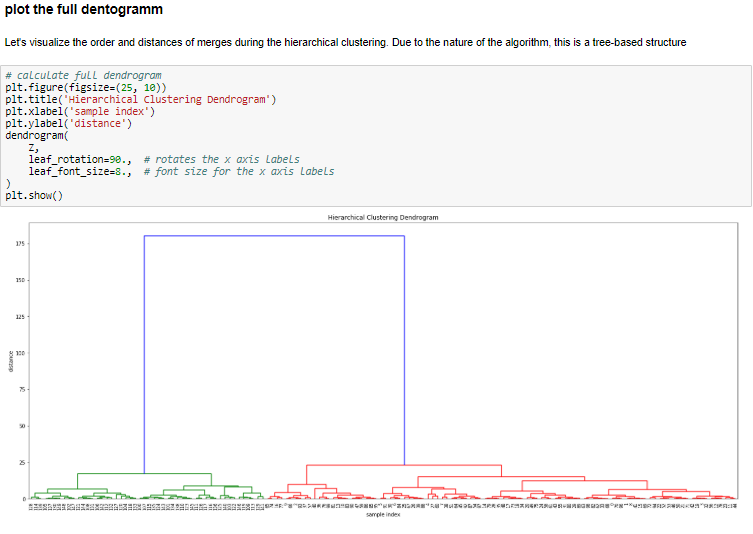 plot the full dentogramm
Let's visualize the order and distances of merges during the hierarchical clustering. Due to the nature of the algorithm, this is a tree-based structure
# calculate full dendrogram
plt.figure(figsize=(25, 10))
plt.title('Hierarchical Clustering Dendrogram')
plt.xlabel('sample index')
plt.ylabel('distance')
dendrogram(
    Z,
    leaf_rotation=90.,  # rotates the x axis labels
    leaf_font_size=8.,  # font size for the x axis labels
)
plt.show()
Hierarchical Clustering Dendrogram
175
150
125
100
75
50
25
0
distance
sample index